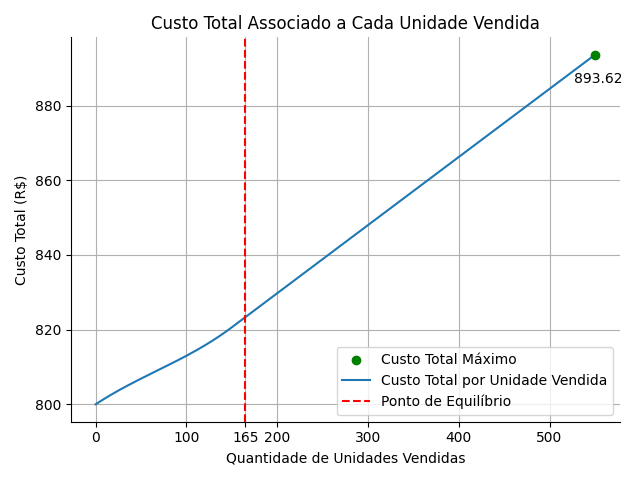 Custo Total Associado a Cada Unidade Vendida
Custo Total (R$)
893.62
880
860
840
820
800
Custo Total Máximo
Custo Total por Unidade Vendida
Ponto de Equilíbrio
0 100 165 200 300 400 500
Quantidade de Unidades Vendidas